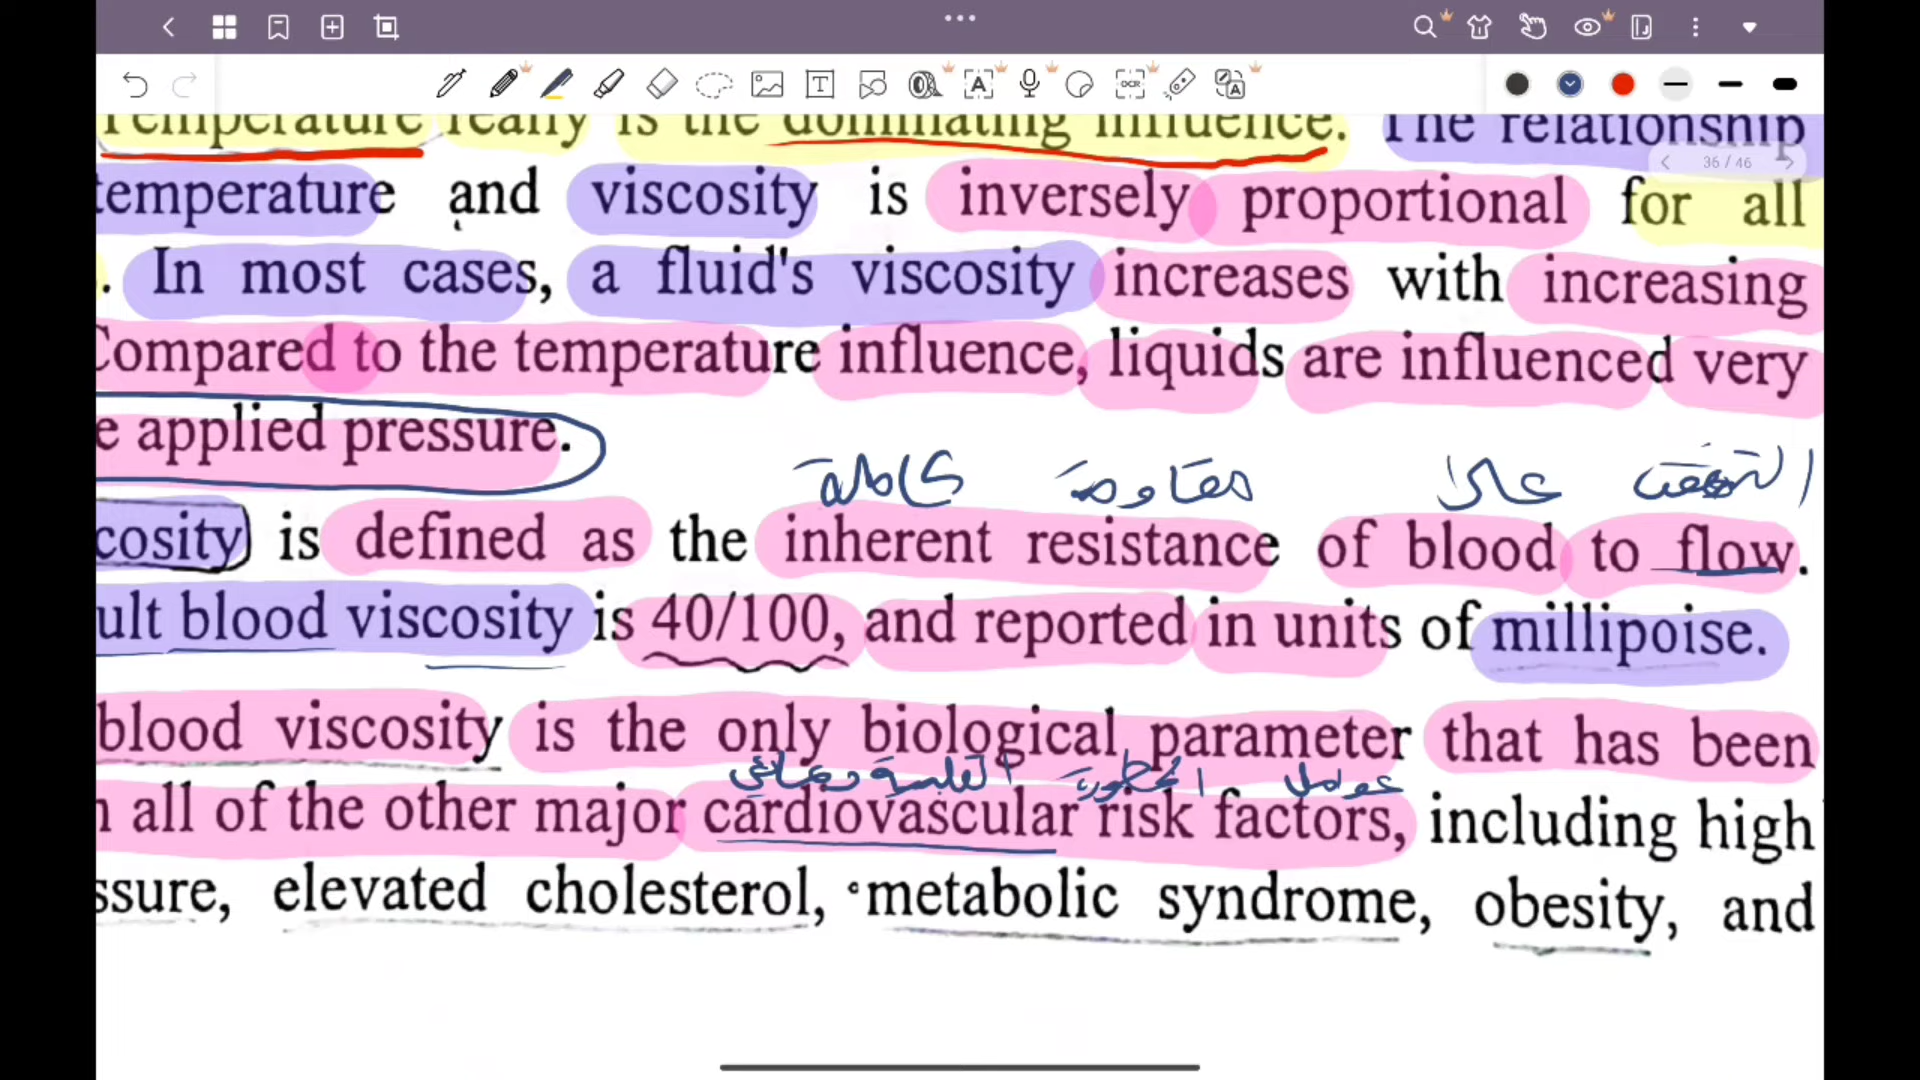 36 / 46
Temperature really is the dominating influence. The relationship
temperature and viscosity is inversely proportional for all
. In most cases, a fluid's viscosity increases with increasing
Compared to the temperature influence, liquids are influenced very
e applied pressure.
كاملة مقاومة
cosity is defined as the inherent resistance of blood to flow.
ult blood viscosity is 40/100, and reported in units of millipoise.
blood viscosity is the only biological parameter that has been
عوامل الخطورة
all of the other major cardiovascular risk factors, including high
ssure, elevated cholesterol, metabolic syndrome, obesity, and